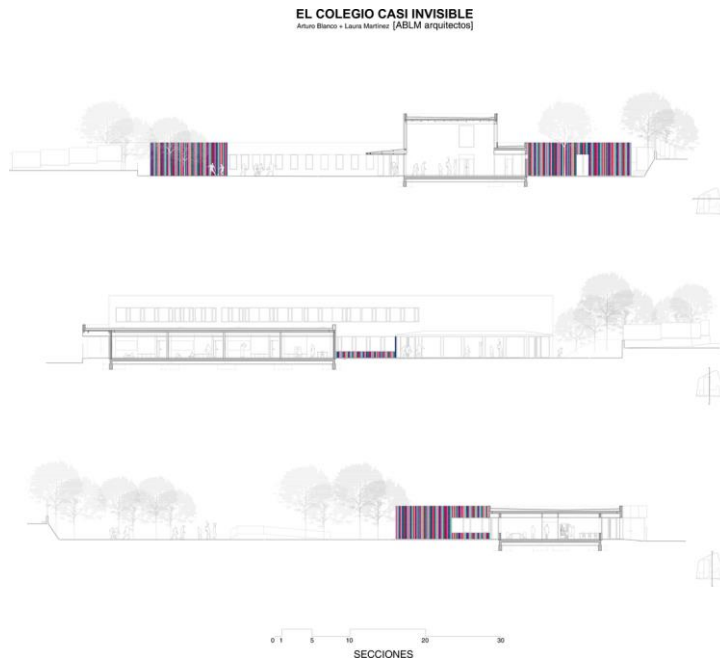 EL COLEGIO CASI INVISIBLE
Arturo Blanco + Laura Martínez [ABLM arquitectos]
0 1 5 10 20 30
SECCIONES